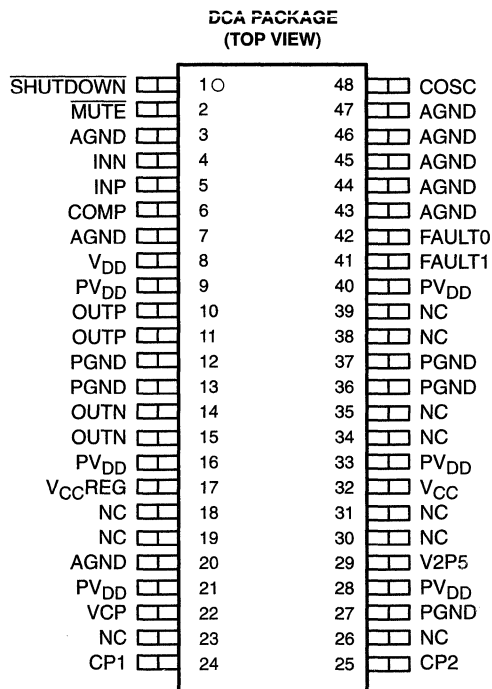 DCA PACKAGE
(TOP VIEW)
SHUTDOWN 1 48 COSC
MUTE 2 47 AGND
AGND 3 46 AGND
INN 4 45 AGND
INP 5 44 AGND
COMP 6 43 AGND
AGND 7 42 FAULT0
VDD 8 41 FAULT1
PVDD 9 40 PVDD
OUTP 10 39 NC
OUTP 11 38 NC
PGND 12 37 PGND
PGND 13 36 PGND
OUTN 14 35 NC
OUTN 15 34 NC
PVDD 16 33 PVDD
VCCREG 17 32 VCC
NC 18 31 NC
NC 19 30 NC
AGND 20 29 V2P5
PVDD 21 28 PVDD
VCP 22 27 PGND
NC 23 26 NC
CP1 24 25 CP2